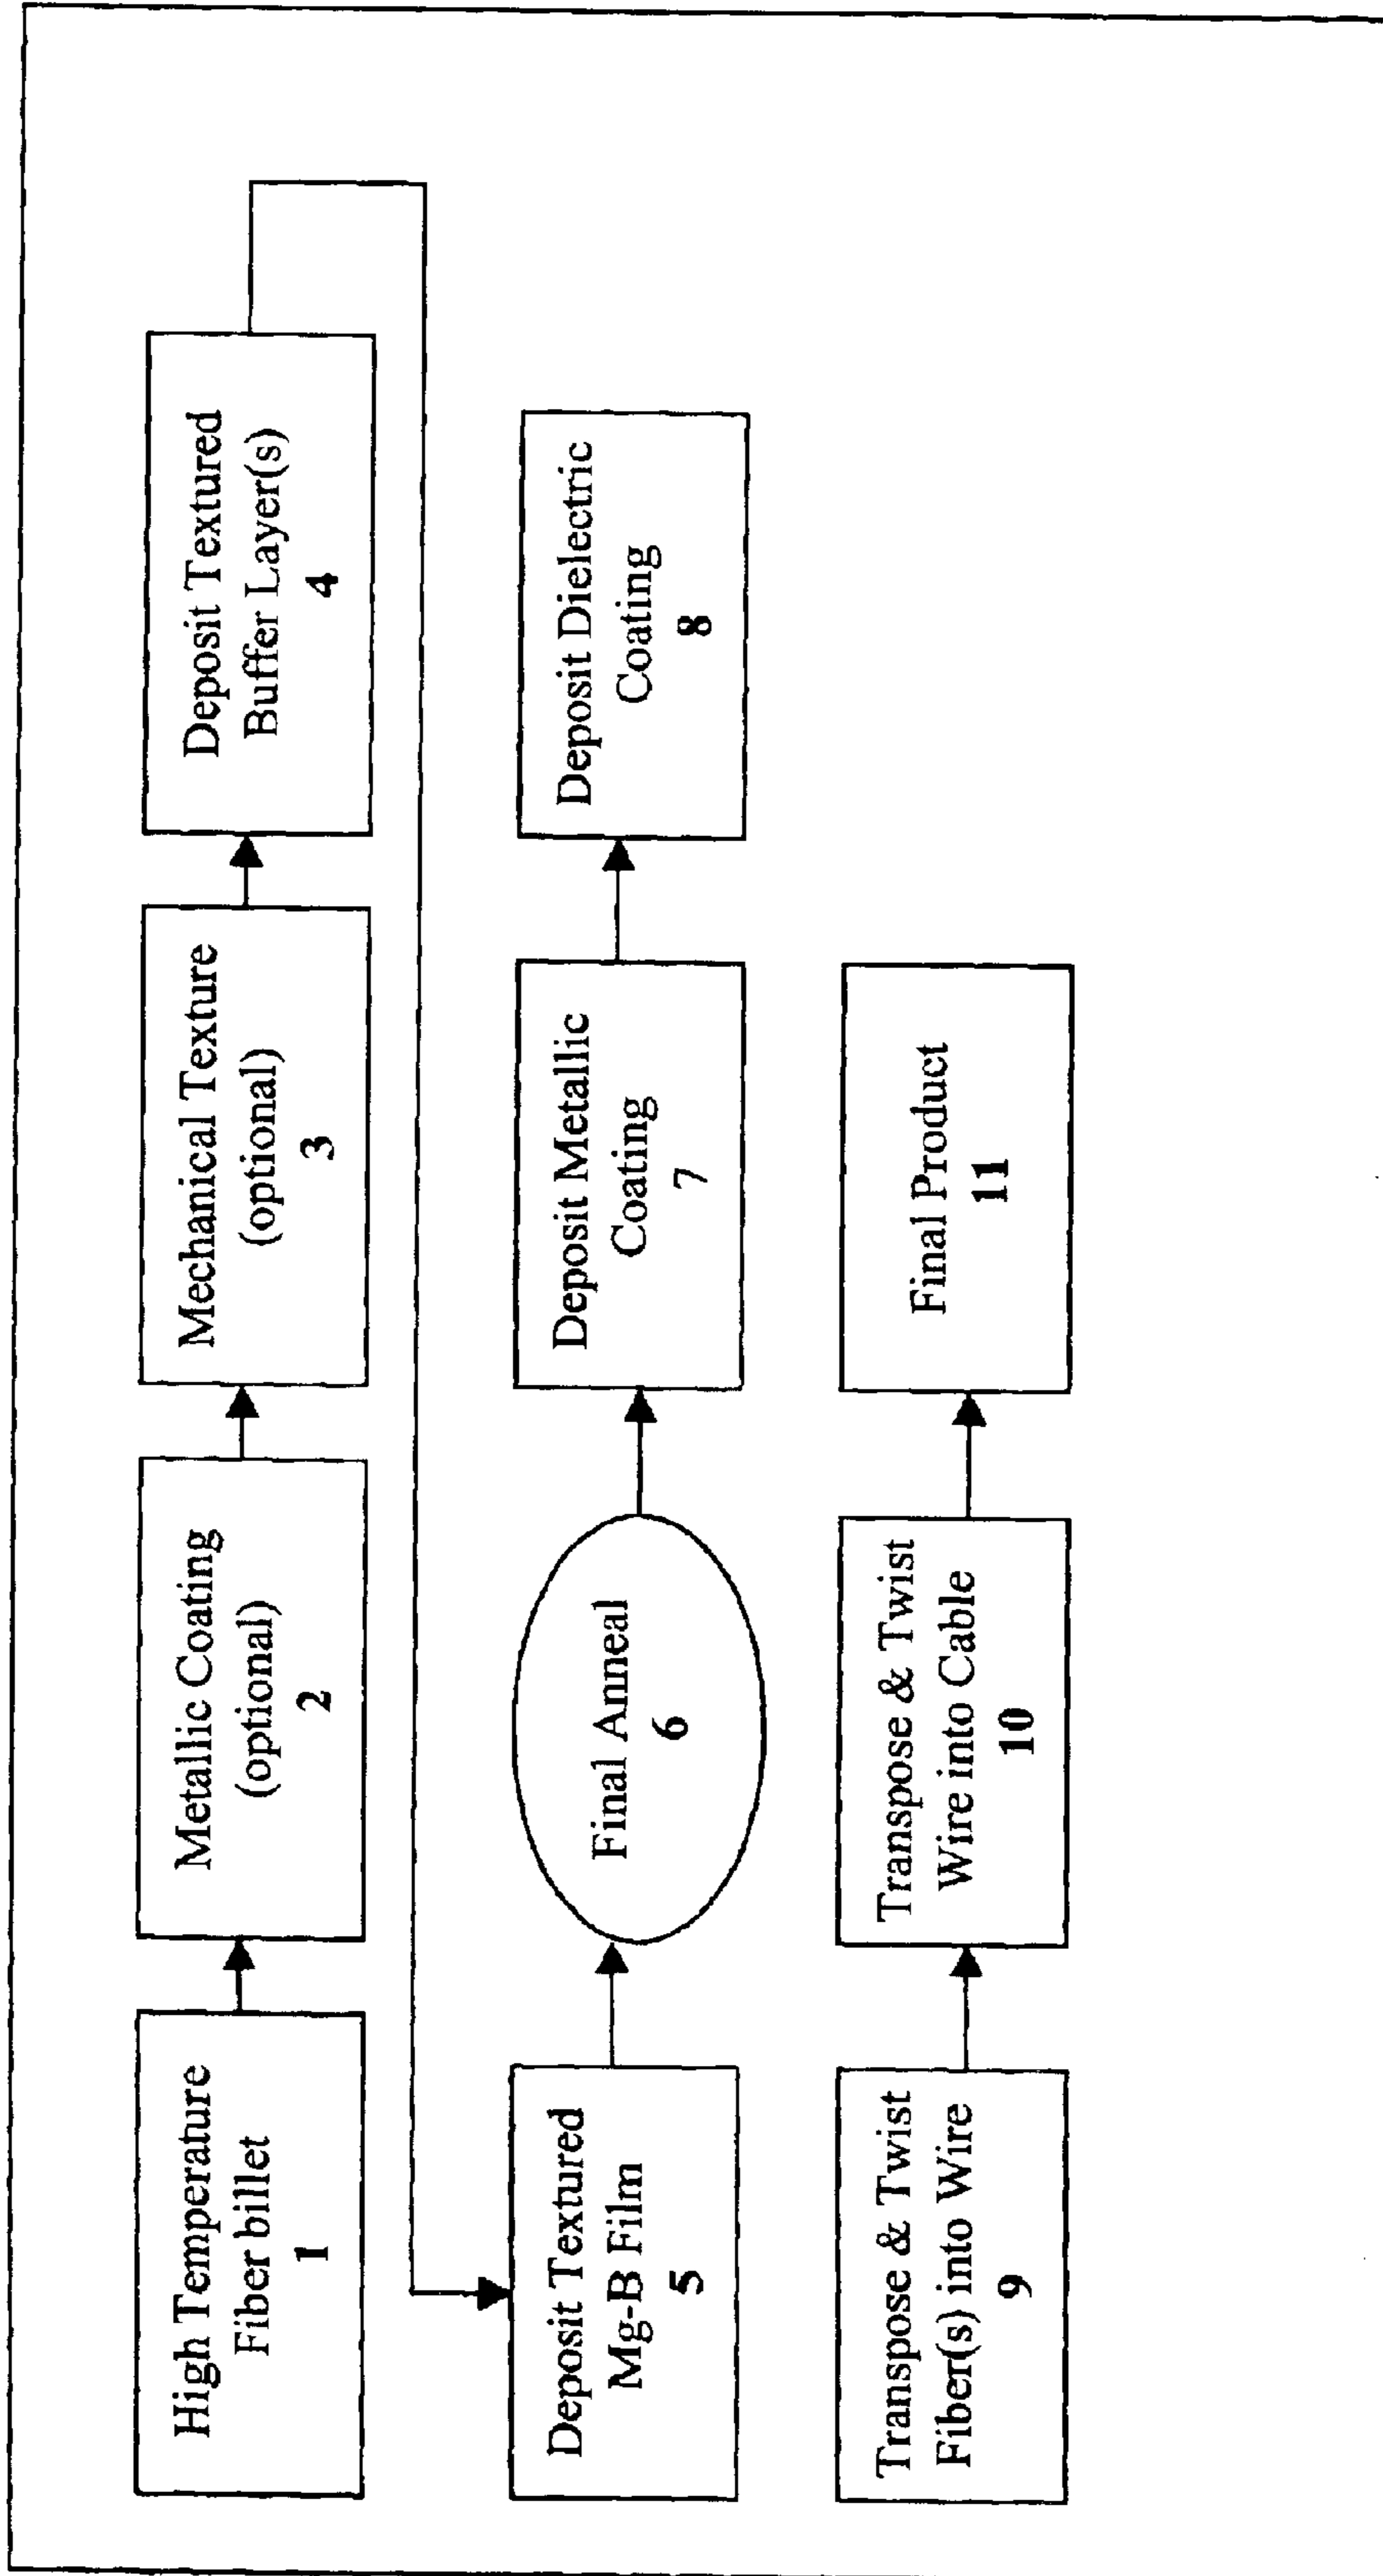 High Temperature
Fiber billet
1
Metallic Coating
(optional)
2
Mechanical Texture
(optional)
3
Deposit Textured
Buffer Layer(s)
4
Deposit Textured
Mg-B Film
5
Final Anneal
6
Deposit Metallic
Coating
7
Deposit Dielectric
Coating
8
Transpose & Twist
Fiber(s) into Wire
9
Transpose & Twist
Wire into Cable
10
Final Product
11